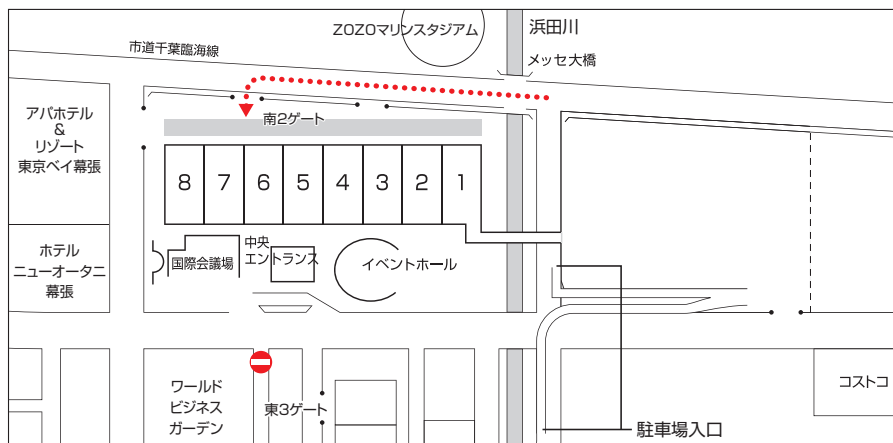 ZOZOマリンスタジアム
浜田川
市道千葉臨海線
メッセ大橋
アパホテル
&
リゾート
東京ベイ幕張
南2ゲート
8 7 6 5 4 3 2 1
ホテル
ニューオータニ
幕張
国際会議場
中央
エントランス
イベントホール
ワールド
ビジネス
ガーデン
東3ゲート
コストコ
駐車場入口